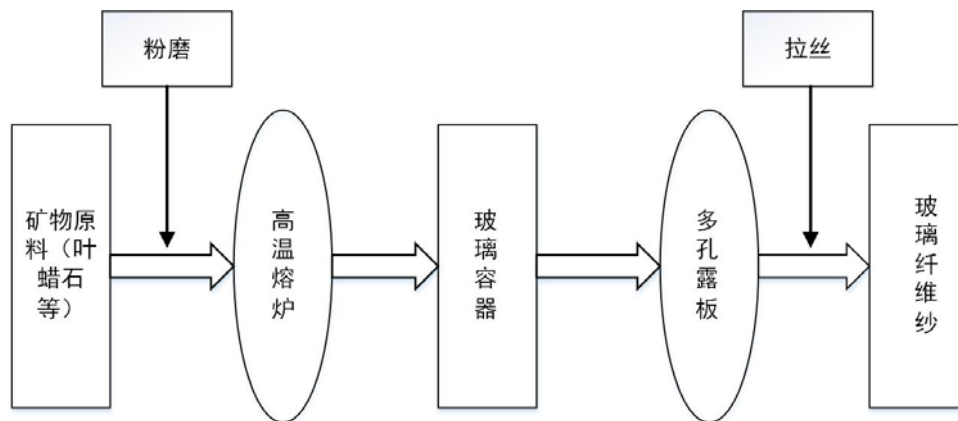 粉磨
拉丝
矿物原
料（叶
蜡石
等）
高
温
熔
炉
玻
璃
容
器
多
孔
露
板
玻
璃
纤
维
纱